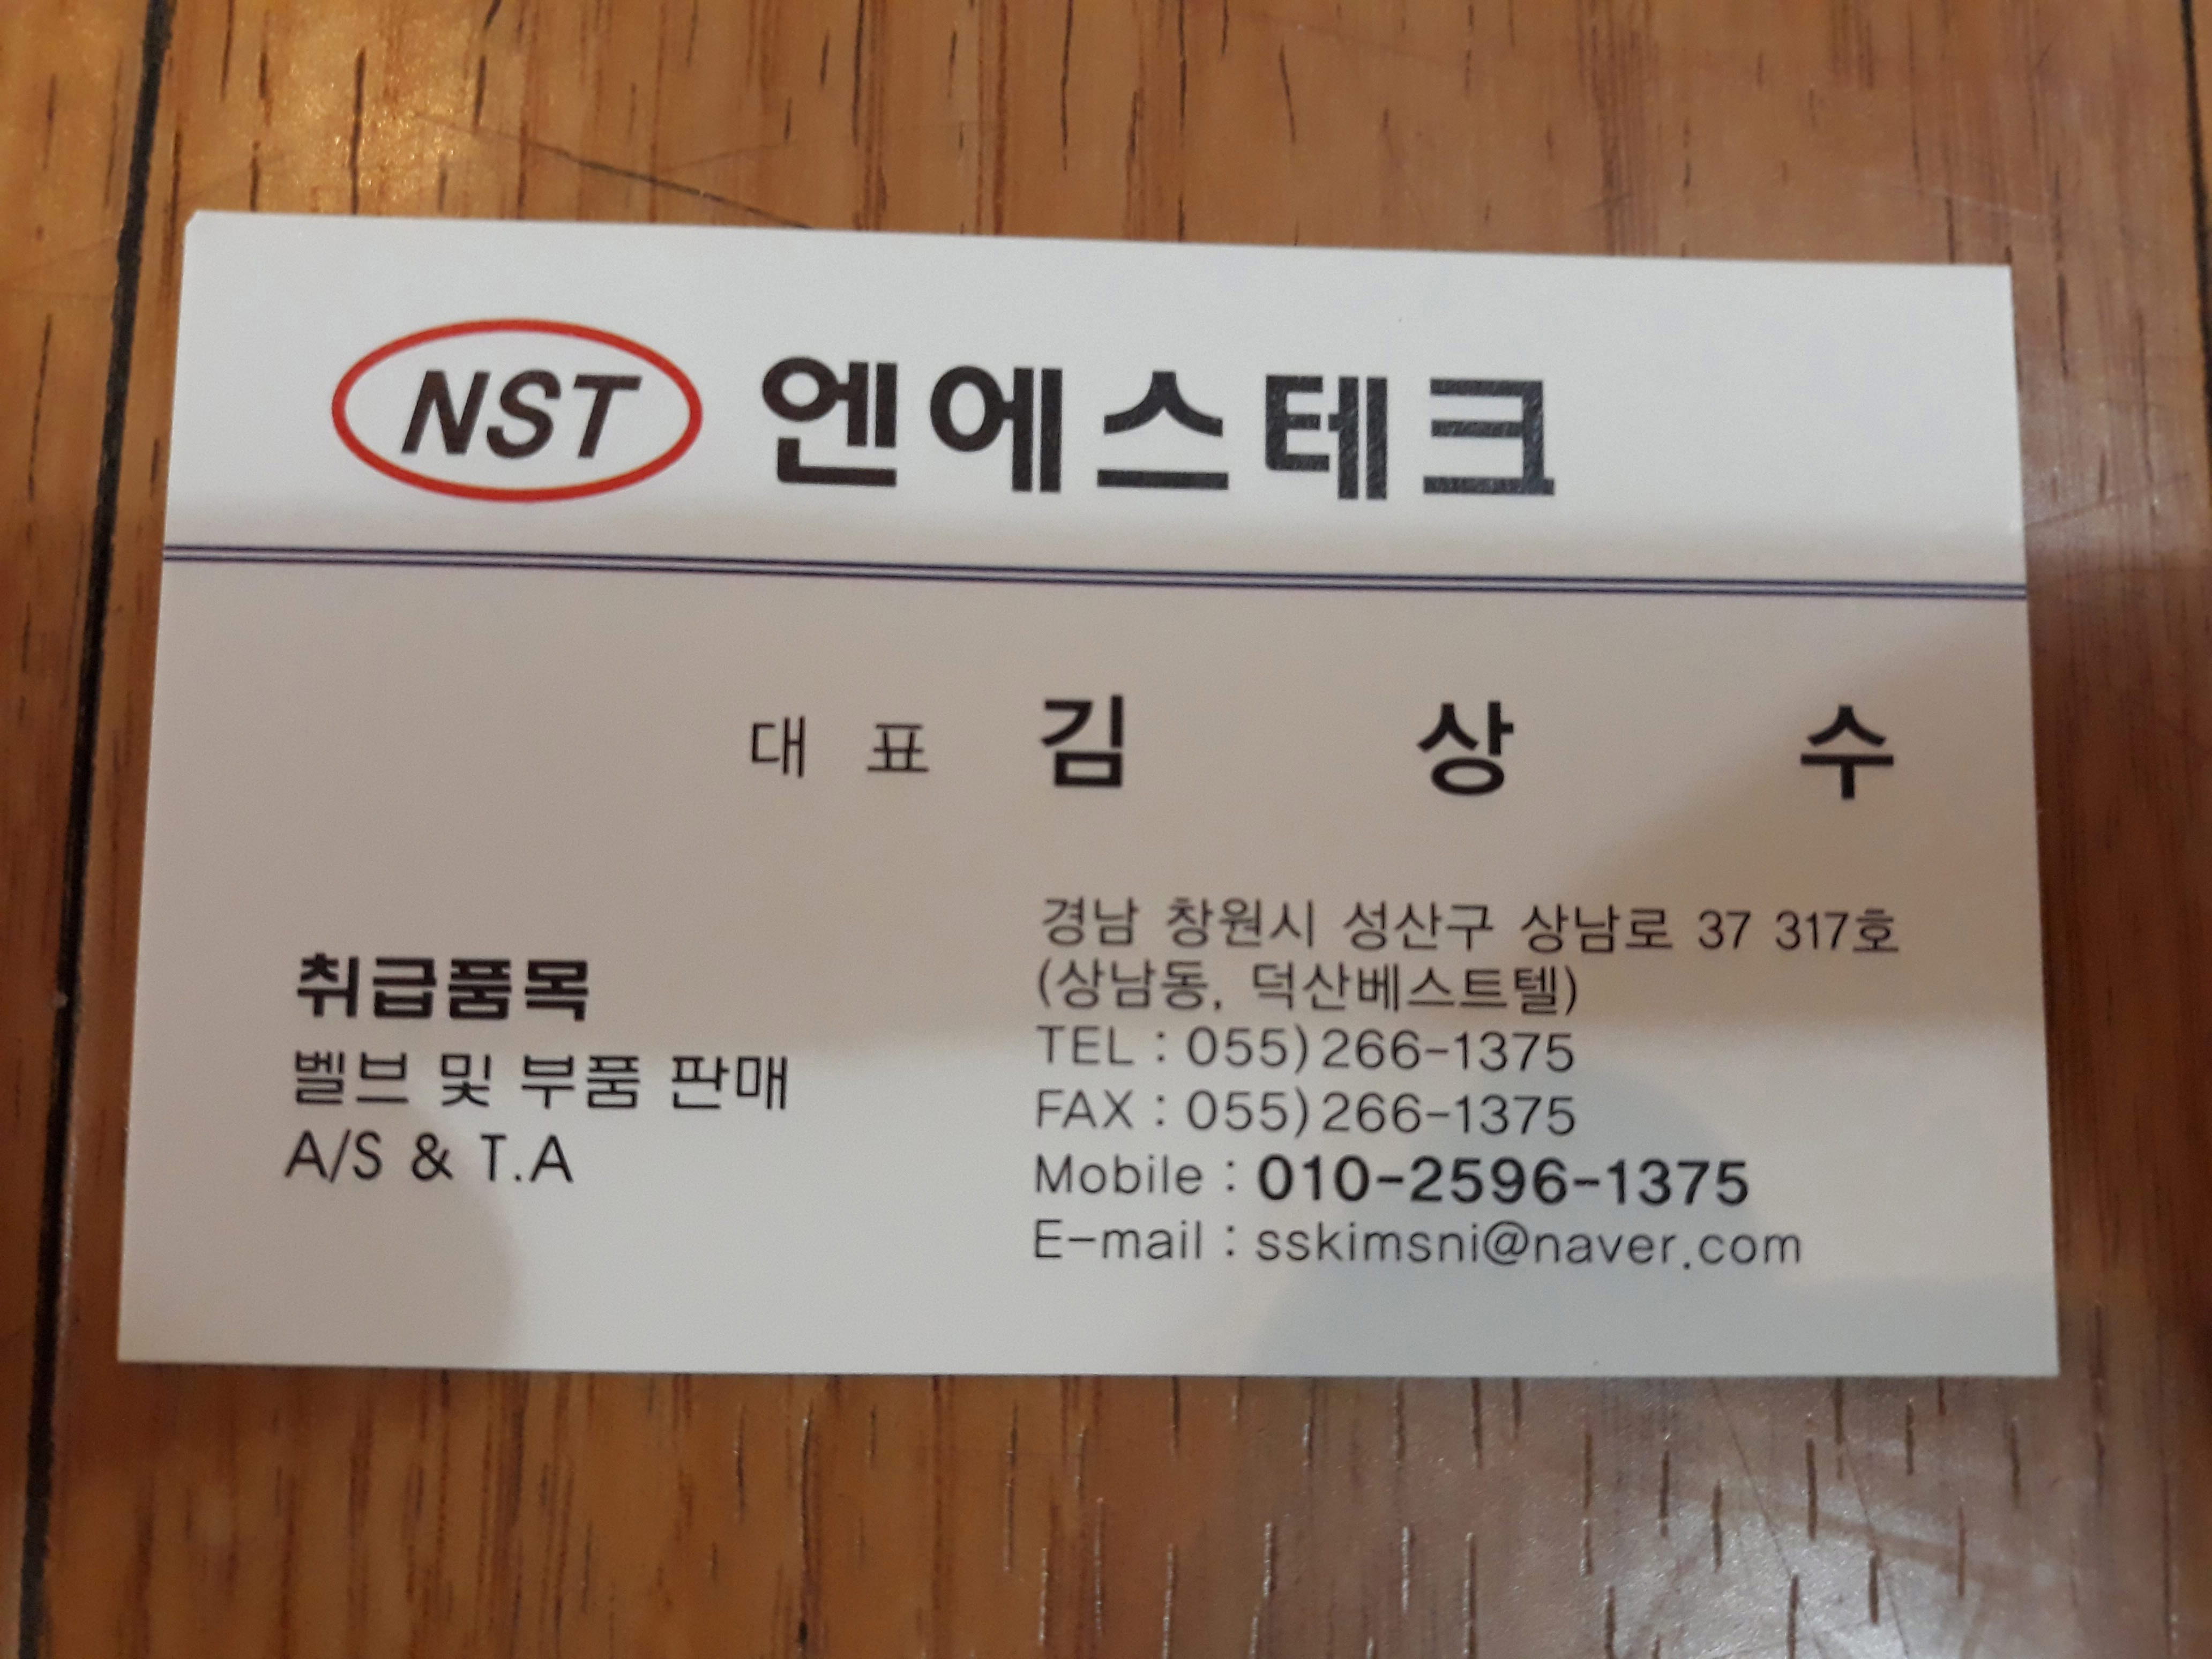 NST 엔에스테크
대 표 김 상 수
취급품목
벨브 및 부품 판매
A/S & T.A
경남 창원시 성산구 상남로 37 317호
(상남동, 덕산베스트텔)
TEL : 055)266-1375
FAX : 055)266-1375
Mobile : 010-2596-1375
E-mail : sskimsni@naver.com